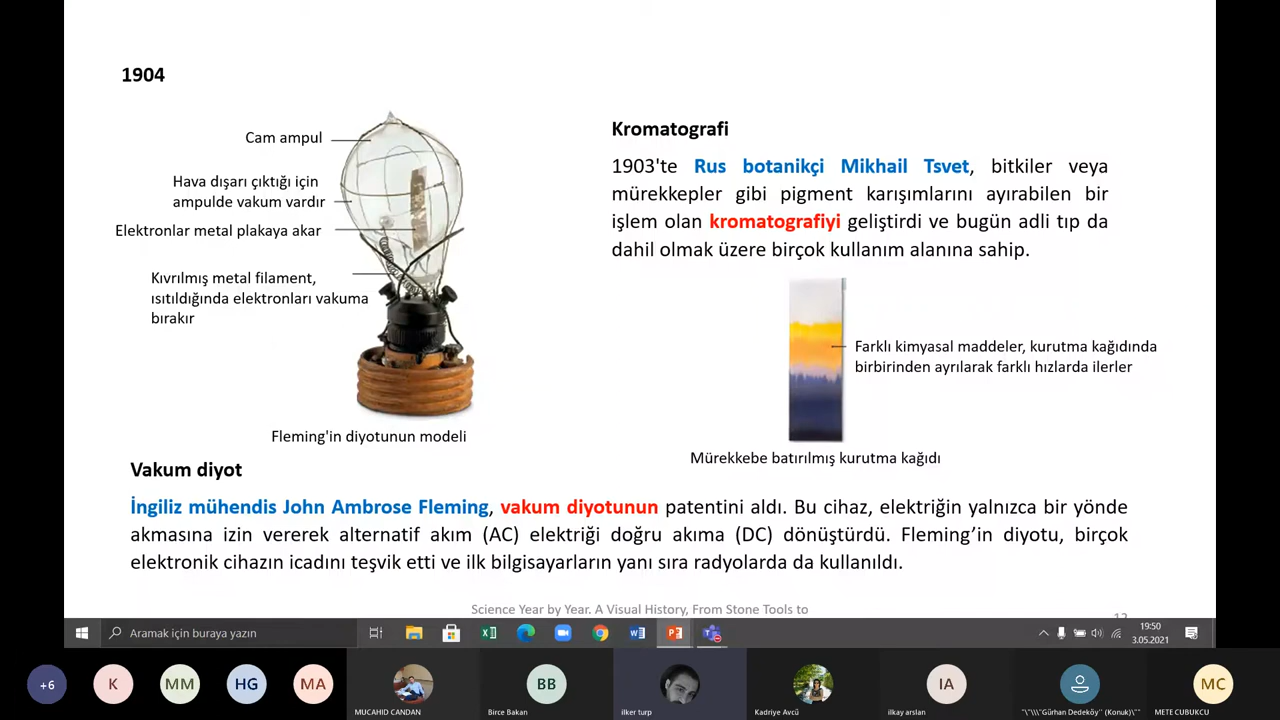 1904
Cam ampul
Hava dışarı çıktığı için
ampulde vakum vardır
Elektronlar metal plakaya akar
Kıvrılmış metal filament,
ısıtıldığında elektronları vakuma
bırakır
Fleming'in diyotunun modeli
Kromatografi
1903'te Rus botanikçi Mikhail Tsvet, bitkiler veya
mürekkepler gibi pigment karışımlarını ayırabilen bir
işlem olan kromatografiyi geliştirdi ve bugün adli tıp da
dahil olmak üzere birçok kullanım alanına sahip.
Farklı kimyasal maddeler, kurutma kağıdında
birbirinden ayrılarak farklı hızlarda ilerler
Mürekkebe batırılmış kurutma kağıdı
Vakum diyot
İngiliz mühendis John Ambrose Fleming, vakum diyotunun patentini aldı. Bu cihaz, elektriğin yalnızca bir yönde
akmasına izin vererek alternatif akım (AC) elektriği doğru akıma (DC) dönüştürdü. Fleming’in diyotu, birçok
elektronik cihazın icadını teşvik etti ve ilk bilgisayarların yanı sıra radyolarda da kullanıldı.
Science Year by Year. A Visual History, From Stone Tools to
Aramak için buraya yazın
19:50
3.05.2021
+6
K
MM
HG
MA
MUCAHID CANDAN
BB
Birce Bakan
ilker turp
Kadriye Avcü
IA
ilkay arslan
"\"\\\"Gürhan Dedeköy" (Konuk)\""
MC
METE CUBUKCU